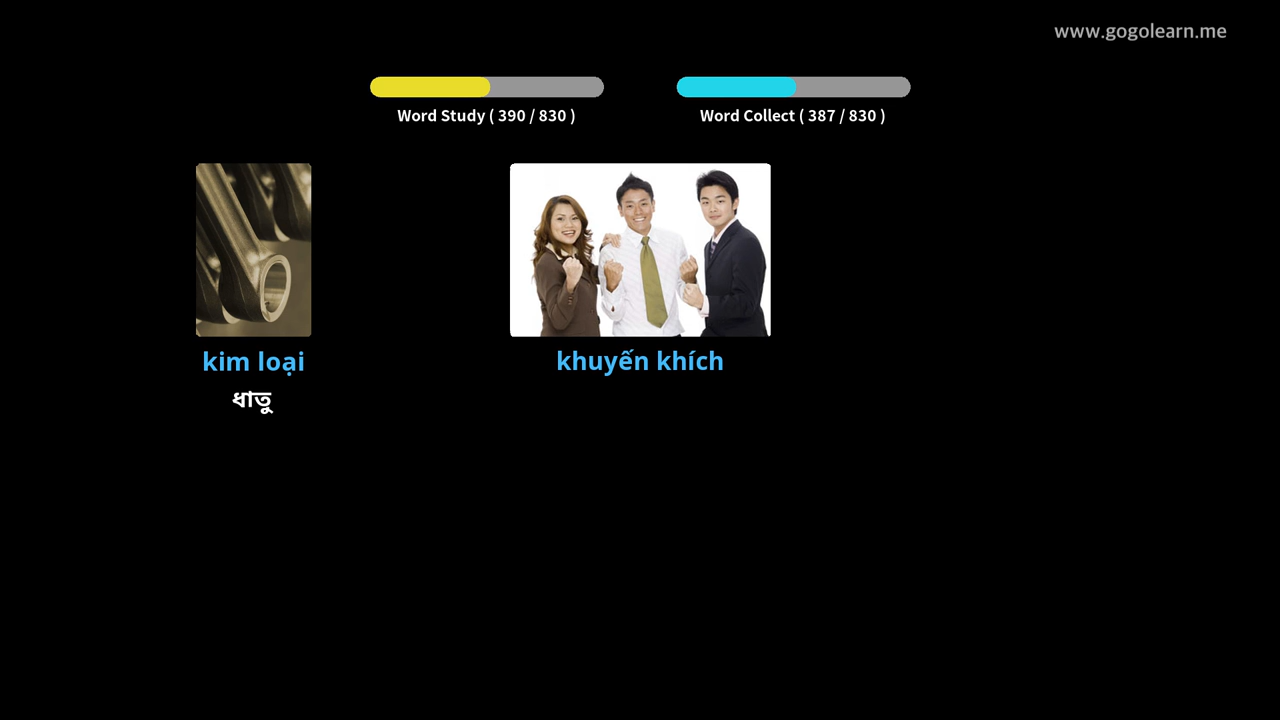 www.gogolearn.me
Word Study ( 390 / 830 )
Word Collect ( 387 / 830 )
kim loại
khuyến khích
ধাতু